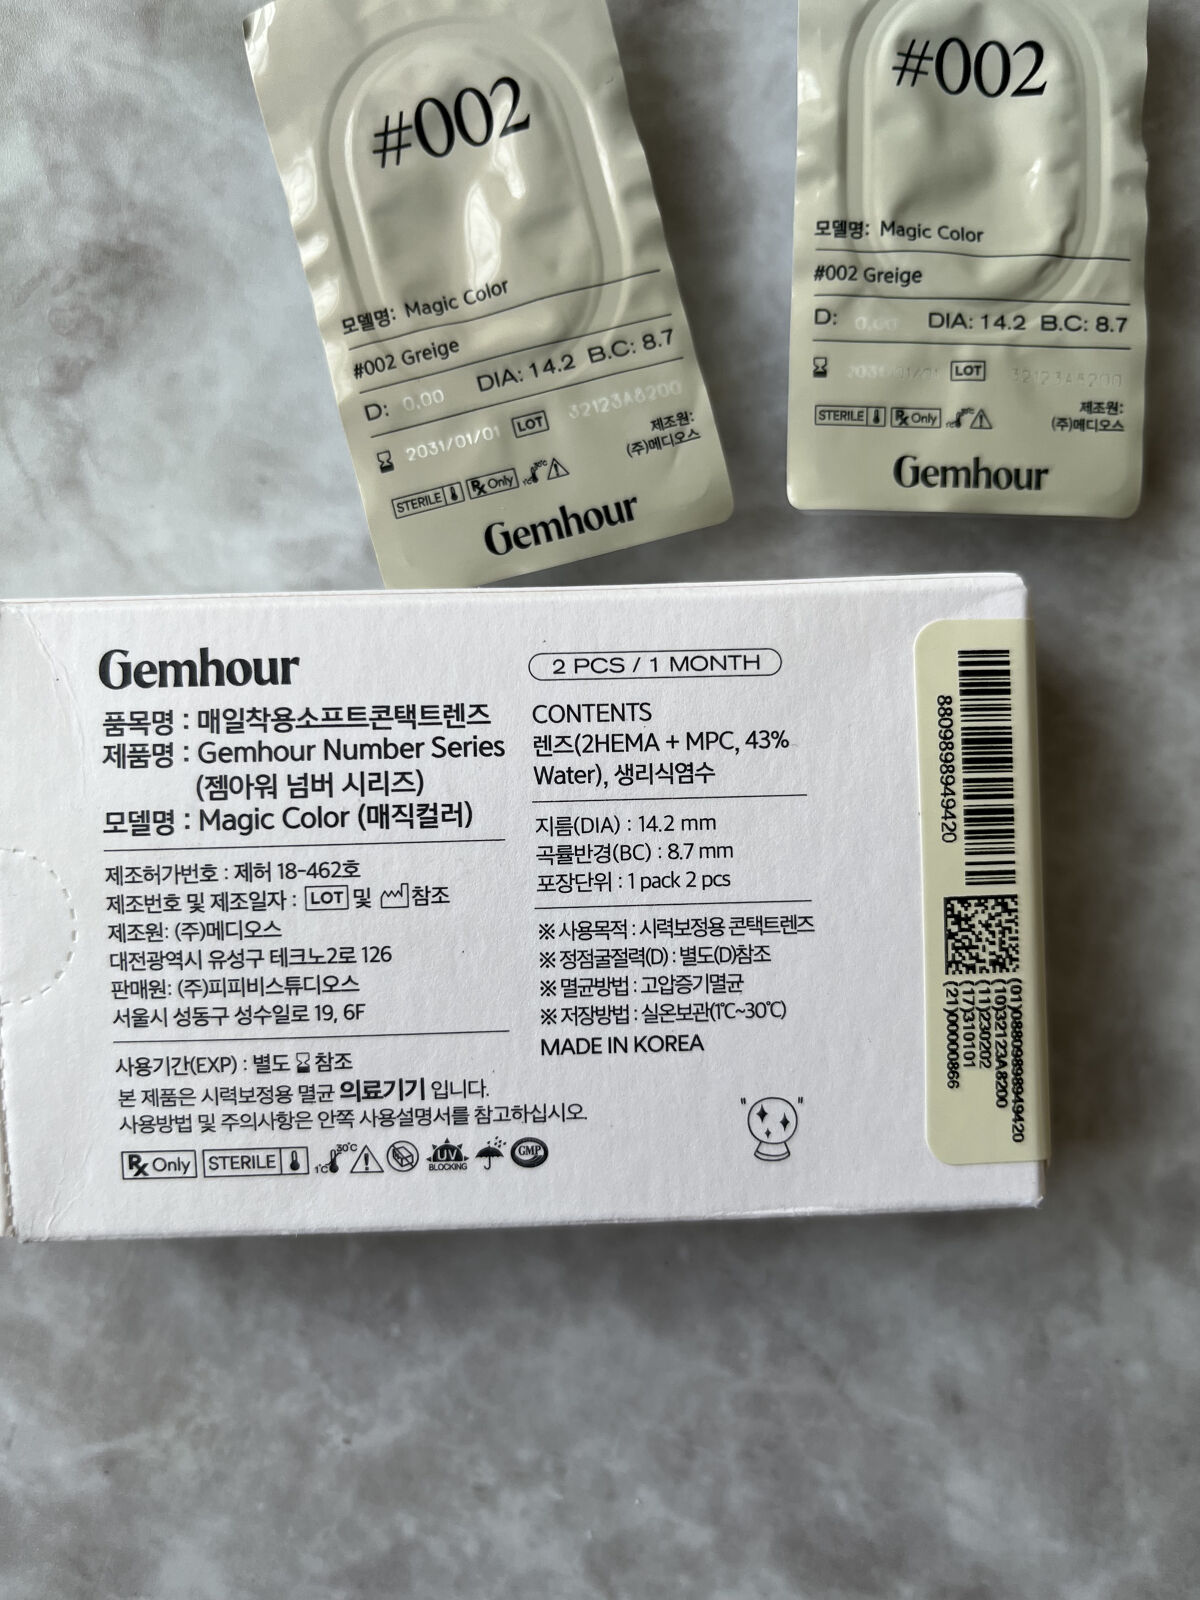 #002
모델명: Magic Color
#002 Greige
D: 0.00 DIA: 14.2 B.C: 8.7
2031/01/01 LOT 32123A8200
STERILE Rx Only 1℃ 30℃ 제조원:
(주)메디오스
Gemhour
#002
모델명: Magic Color
#002 Greige
D: 0.00 DIA: 14.2 B.C: 8.7
2031/01/01 LOT 32123A8200
STERILE Rx Only 제조원:
(주)메디오스
Gemhour
Gemhour
품목명 : 매일착용소프트콘택트렌즈
제품명 : Gemhour Number Series
(젬아워 넘버 시리즈)
모델명 : Magic Color (매직컬러)
제조허가번호 : 제허 18-462호
제조번호 및 제조일자 : LOT 및 참조
제조원: (주)메디오스
대전광역시 유성구 테크노2로 126
판매원: (주)피피비스튜디오스
서울시 성동구 성수일로 19, 6F
사용기간(EXP) : 별도 참조
본 제품은 시력보정용 멸균 의료기기 입니다.
사용방법 및 주의사항은 안쪽 사용설명서를 참고하십시오.
Rx Only STERILE 1℃ 30℃ UV BLOCKING GMP
2 PCS / 1 MONTH
CONTENTS
렌즈(2HEMA + MPC, 43%
Water), 생리식염수
지름(DIA) : 14.2 mm
곡률반경(BC) : 8.7 mm
포장단위 : 1 pack 2 pcs
※ 사용목적 : 시력보정용 콘택트렌즈
※ 정점굴절력(D) : 별도(D)참조
※ 멸균방법 : 고압증기멸균
※ 저장방법 : 실온보관(1℃~30℃)
MADE IN KOREA
8809898949420
(01)08809898949420
(10)32123A8200
(11)230202
(17)310101
(21)00000866